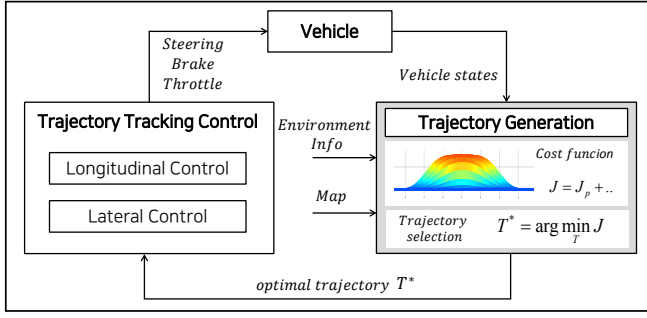 Vehicle
Steering
Brake
Throttle
Vehicle states
Trajectory Tracking Control
Longitudinal Control
Lateral Control
Environment
Info
Map
Trajectory Generation
Cost funcion
J = J_p + ..
Trajectory
selection
T* = arg min_T J
optimal trajectory T*